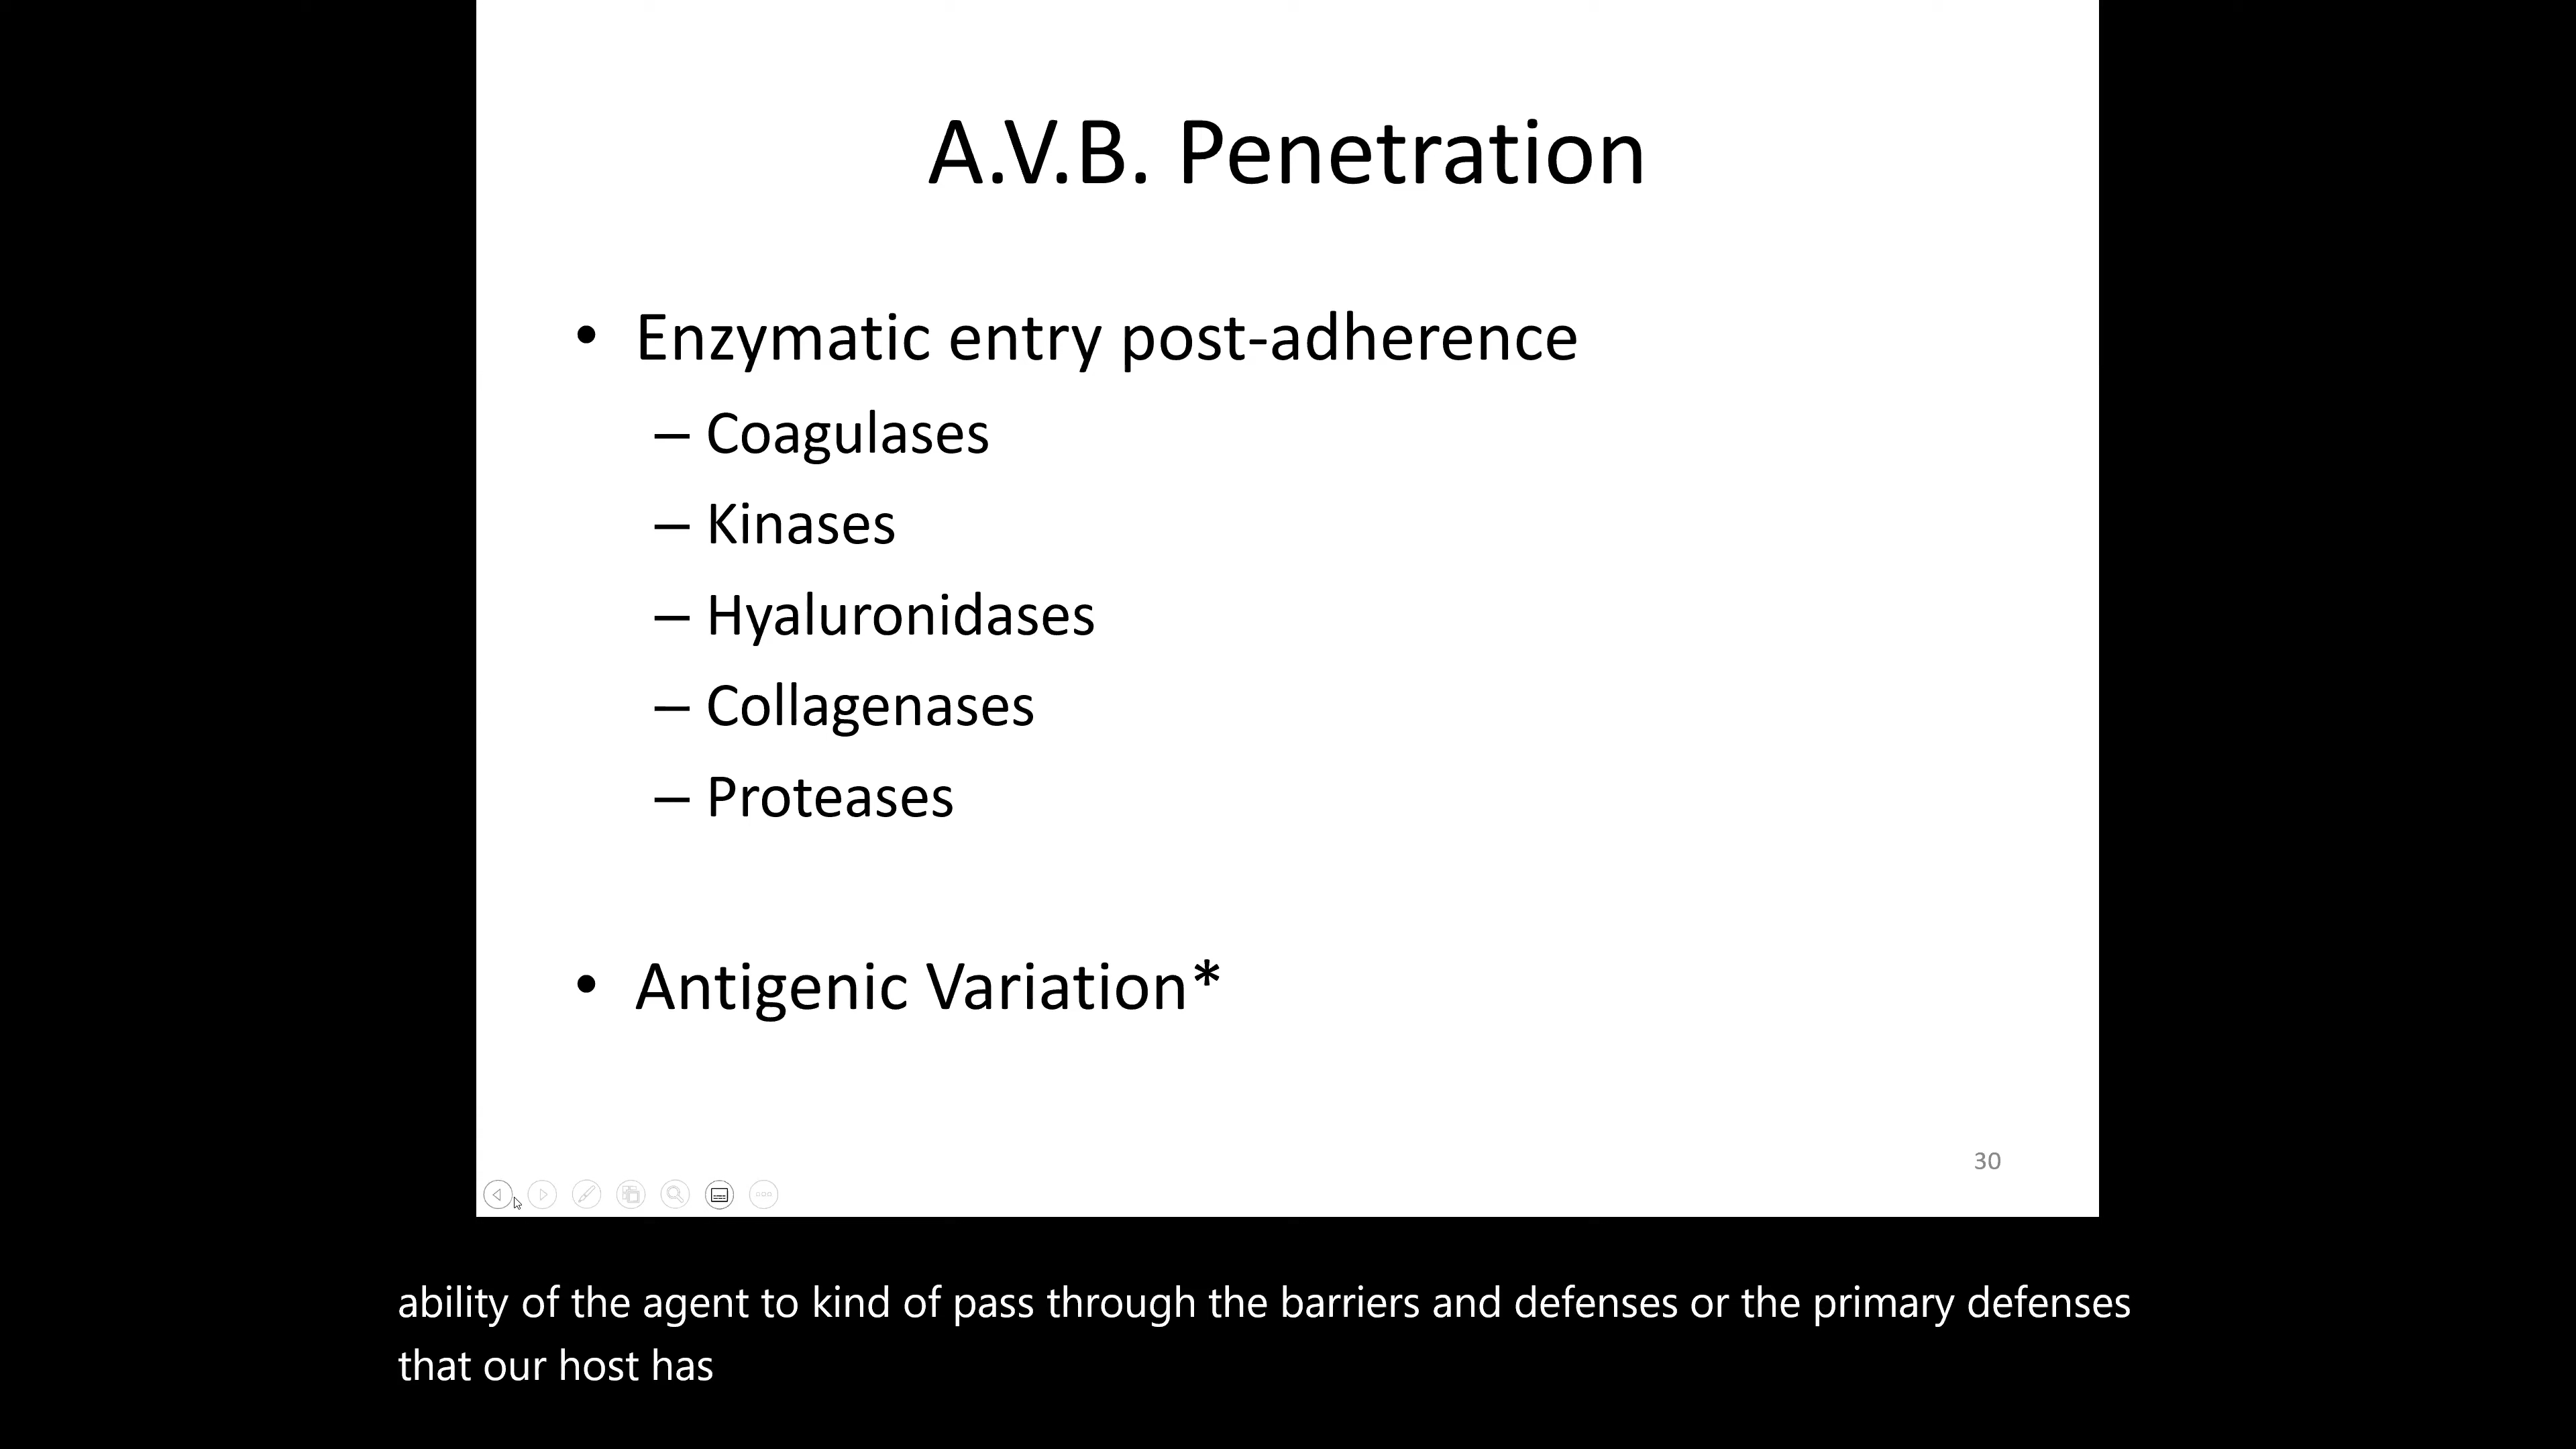 A.V.B. Penetration
• Enzymatic entry post-adherence
– Coagulases
– Kinases
– Hyaluronidases
– Collagenases
– Proteases
• Antigenic Variation*
30
ability of the agent to kind of pass through the barriers and defenses or the primary defenses
that our host has